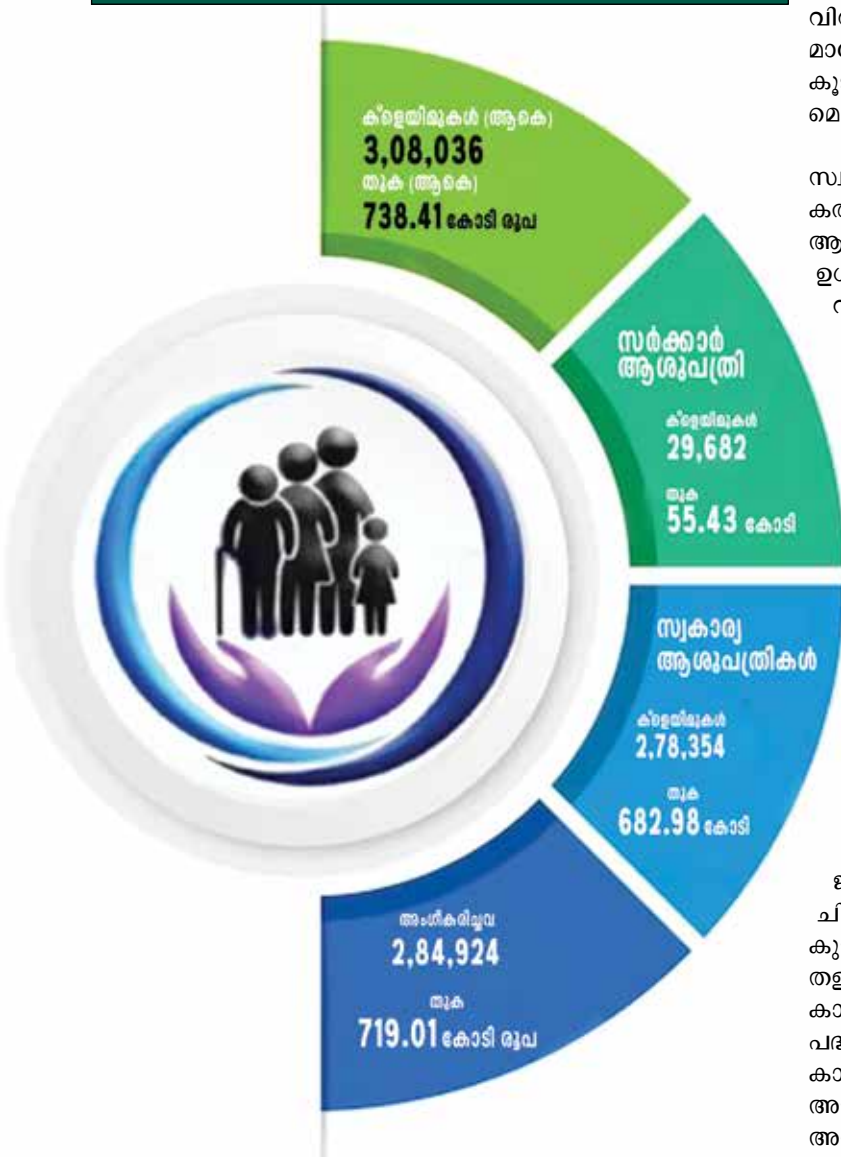 ക്ളെയിമുകൾ (ആകെ)
3,08,036
തുക (ആകെ)
738.41 കോടി രൂപ
സർക്കാർ
ആശുപത്രി
ക്ളെയിമുകൾ
29,682
തുക
55.43 കോടി
സ്വകാര്യ
ആശുപത്രികൾ
ക്ളെയിമുകൾ
2,78,354
തുക
682.98 കോടി
അംഗീകരിച്ചവ
2,84,924
തുക
719.01 കോടി രൂപ